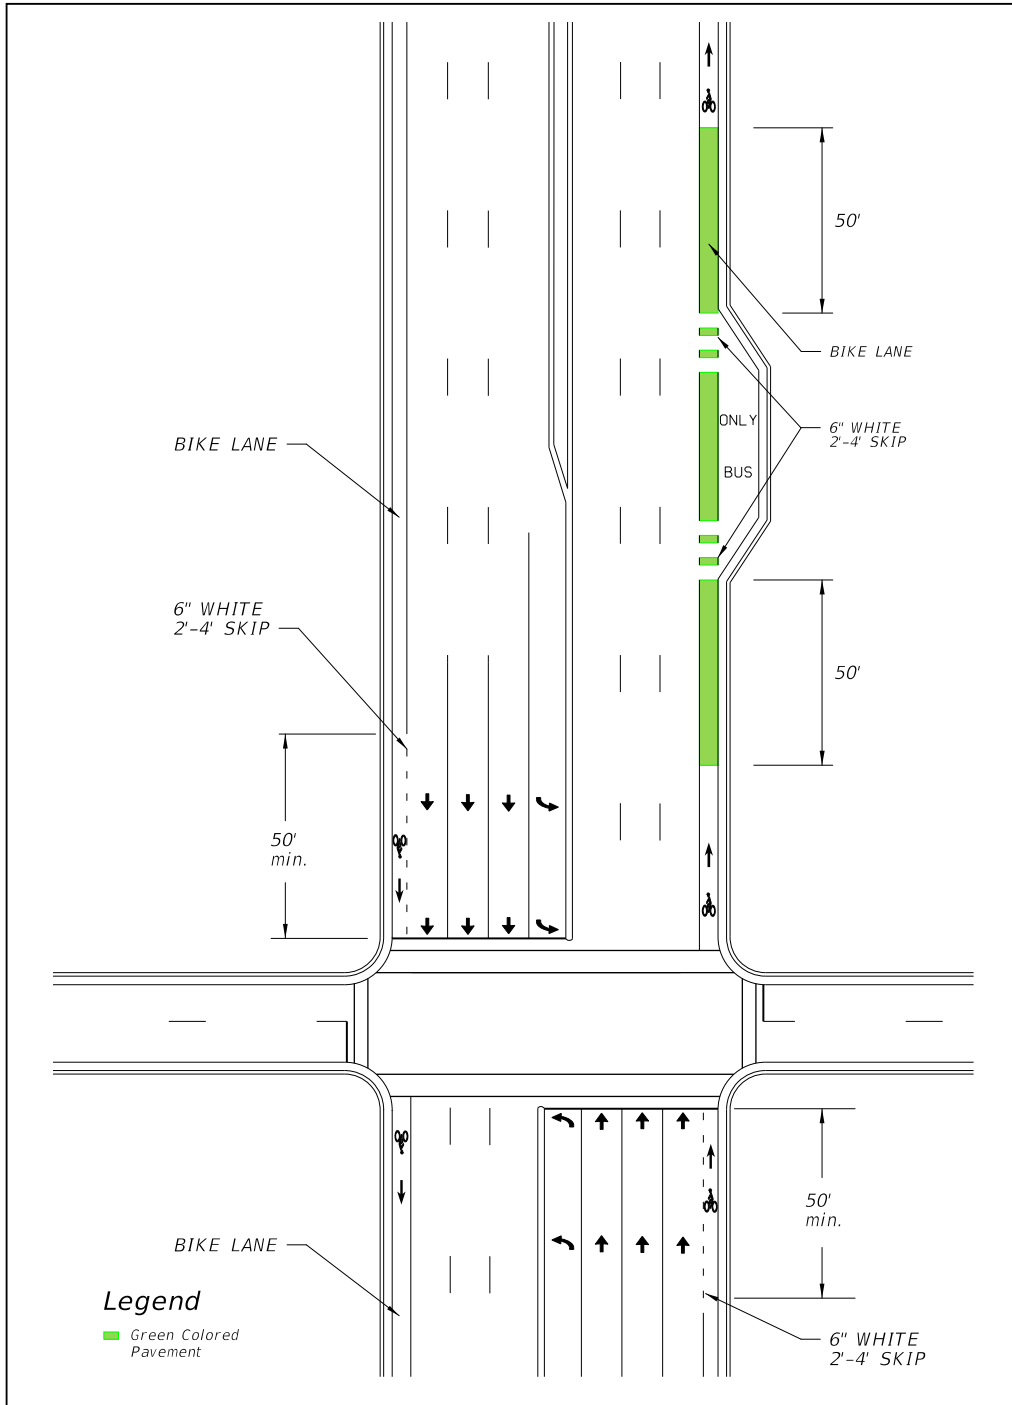 50'
BIKE LANE
ONLY
6" WHITE
2'-4' SKIP
BIKE LANE
BUS
6" WHITE
2'-4' SKIP
50'
50'
min.
50'
min.
BIKE LANE
Legend
Green Colored
Pavement
6" WHITE
2'-4' SKIP